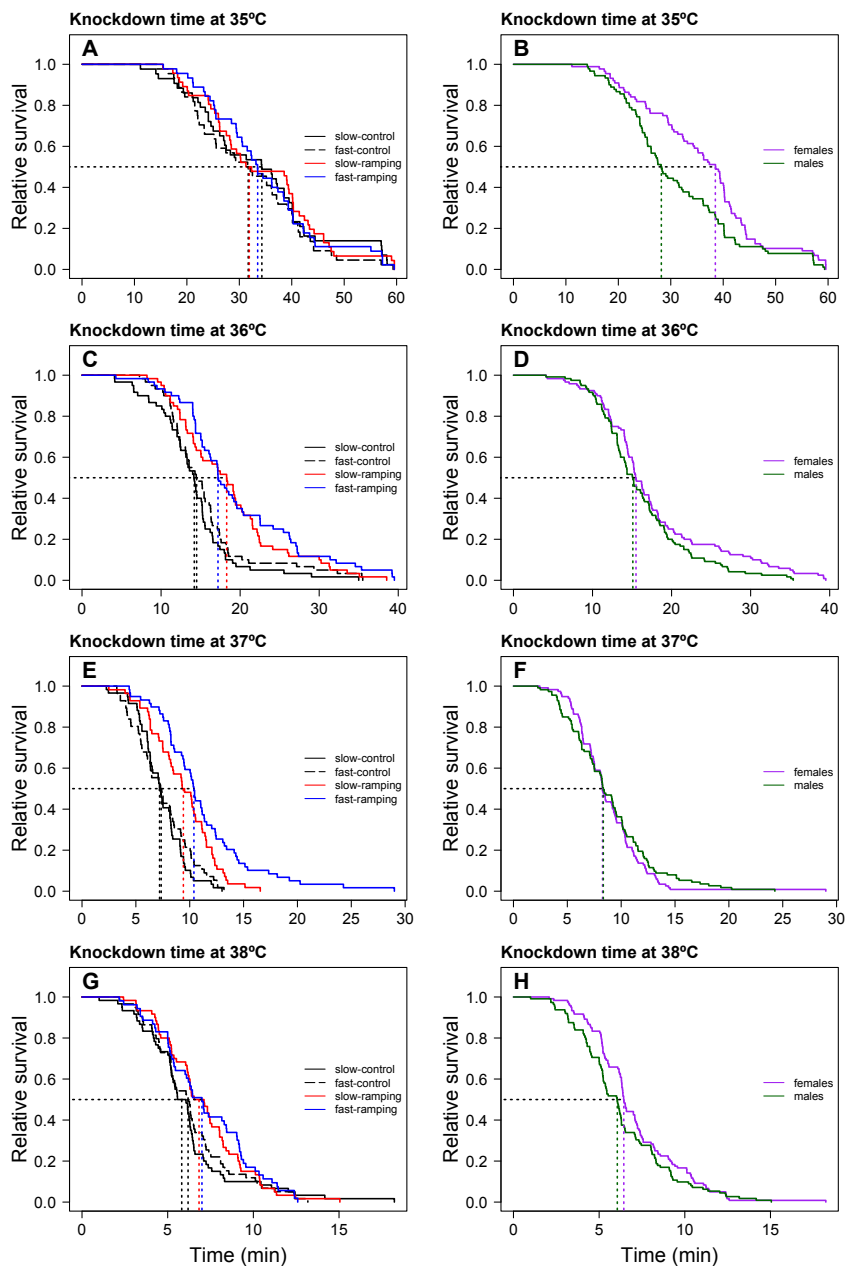 Knockdown time at 35ºC
A
Relative survival
1.0
0.8
0.6
0.4
0.2
0.0
slow-control
fast-control
slow-ramping
fast-ramping
0 10 20 30 40 50 60
Knockdown time at 35ºC
B
Relative survival
1.0
0.8
0.6
0.4
0.2
0.0
females
males
0 10 20 30 40 50 60
Knockdown time at 36ºC
C
Relative survival
1.0
0.8
0.6
0.4
0.2
0.0
slow-control
fast-control
slow-ramping
fast-ramping
0 10 20 30 40
Knockdown time at 36ºC
D
Relative survival
1.0
0.8
0.6
0.4
0.2
0.0
females
males
0 10 20 30 40
Knockdown time at 37ºC
E
Relative survival
1.0
0.8
0.6
0.4
0.2
0.0
slow-control
fast-control
slow-ramping
fast-ramping
0 5 10 15 20 25 30
Knockdown time at 37ºC
F
Relative survival
1.0
0.8
0.6
0.4
0.2
0.0
females
males
0 5 10 15 20 25 30
Knockdown time at 38ºC
G
Relative survival
1.0
0.8
0.6
0.4
0.2
0.0
slow-control
fast-control
slow-ramping
fast-ramping
0 5 10 15
Time (min)
Knockdown time at 38ºC
H
Relative survival
1.0
0.8
0.6
0.4
0.2
0.0
females
males
0 5 10 15
Time (min)